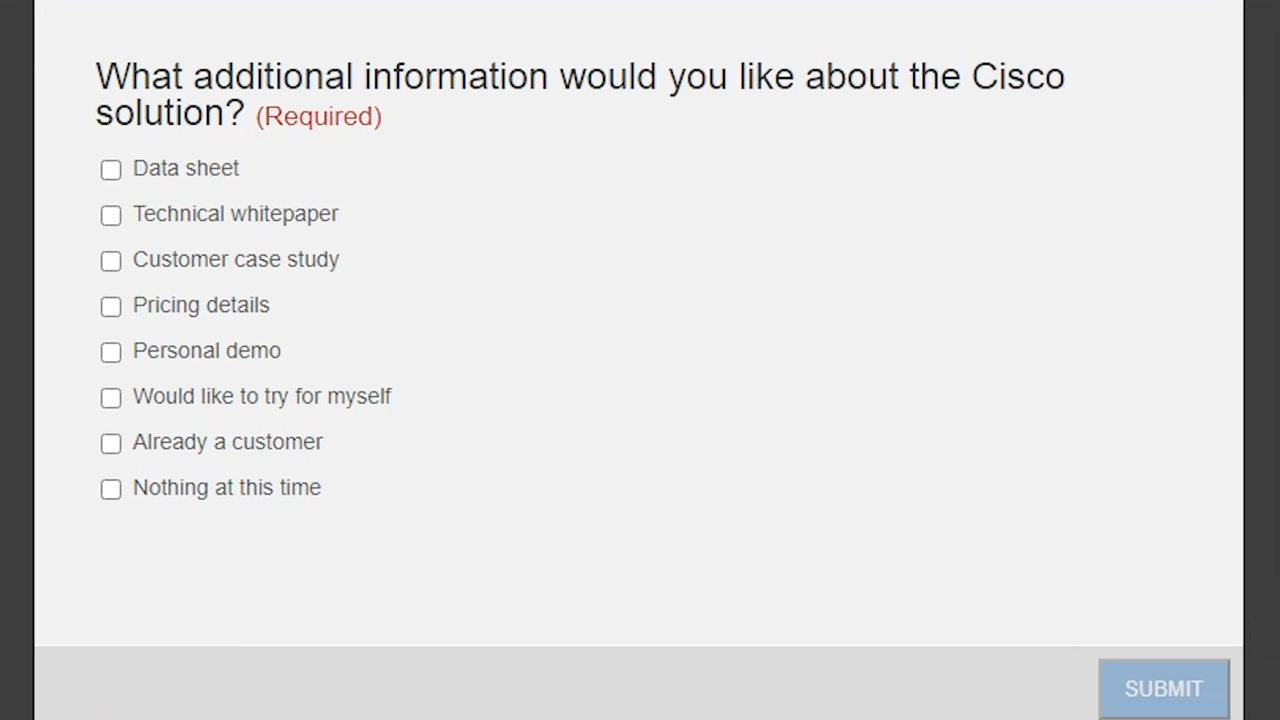 What additional information would you like about the Cisco
solution? (Required)
Data sheet
Technical whitepaper
Customer case study
Pricing details
Personal demo
Would like to try for myself
Already a customer
Nothing at this time
SUBMIT